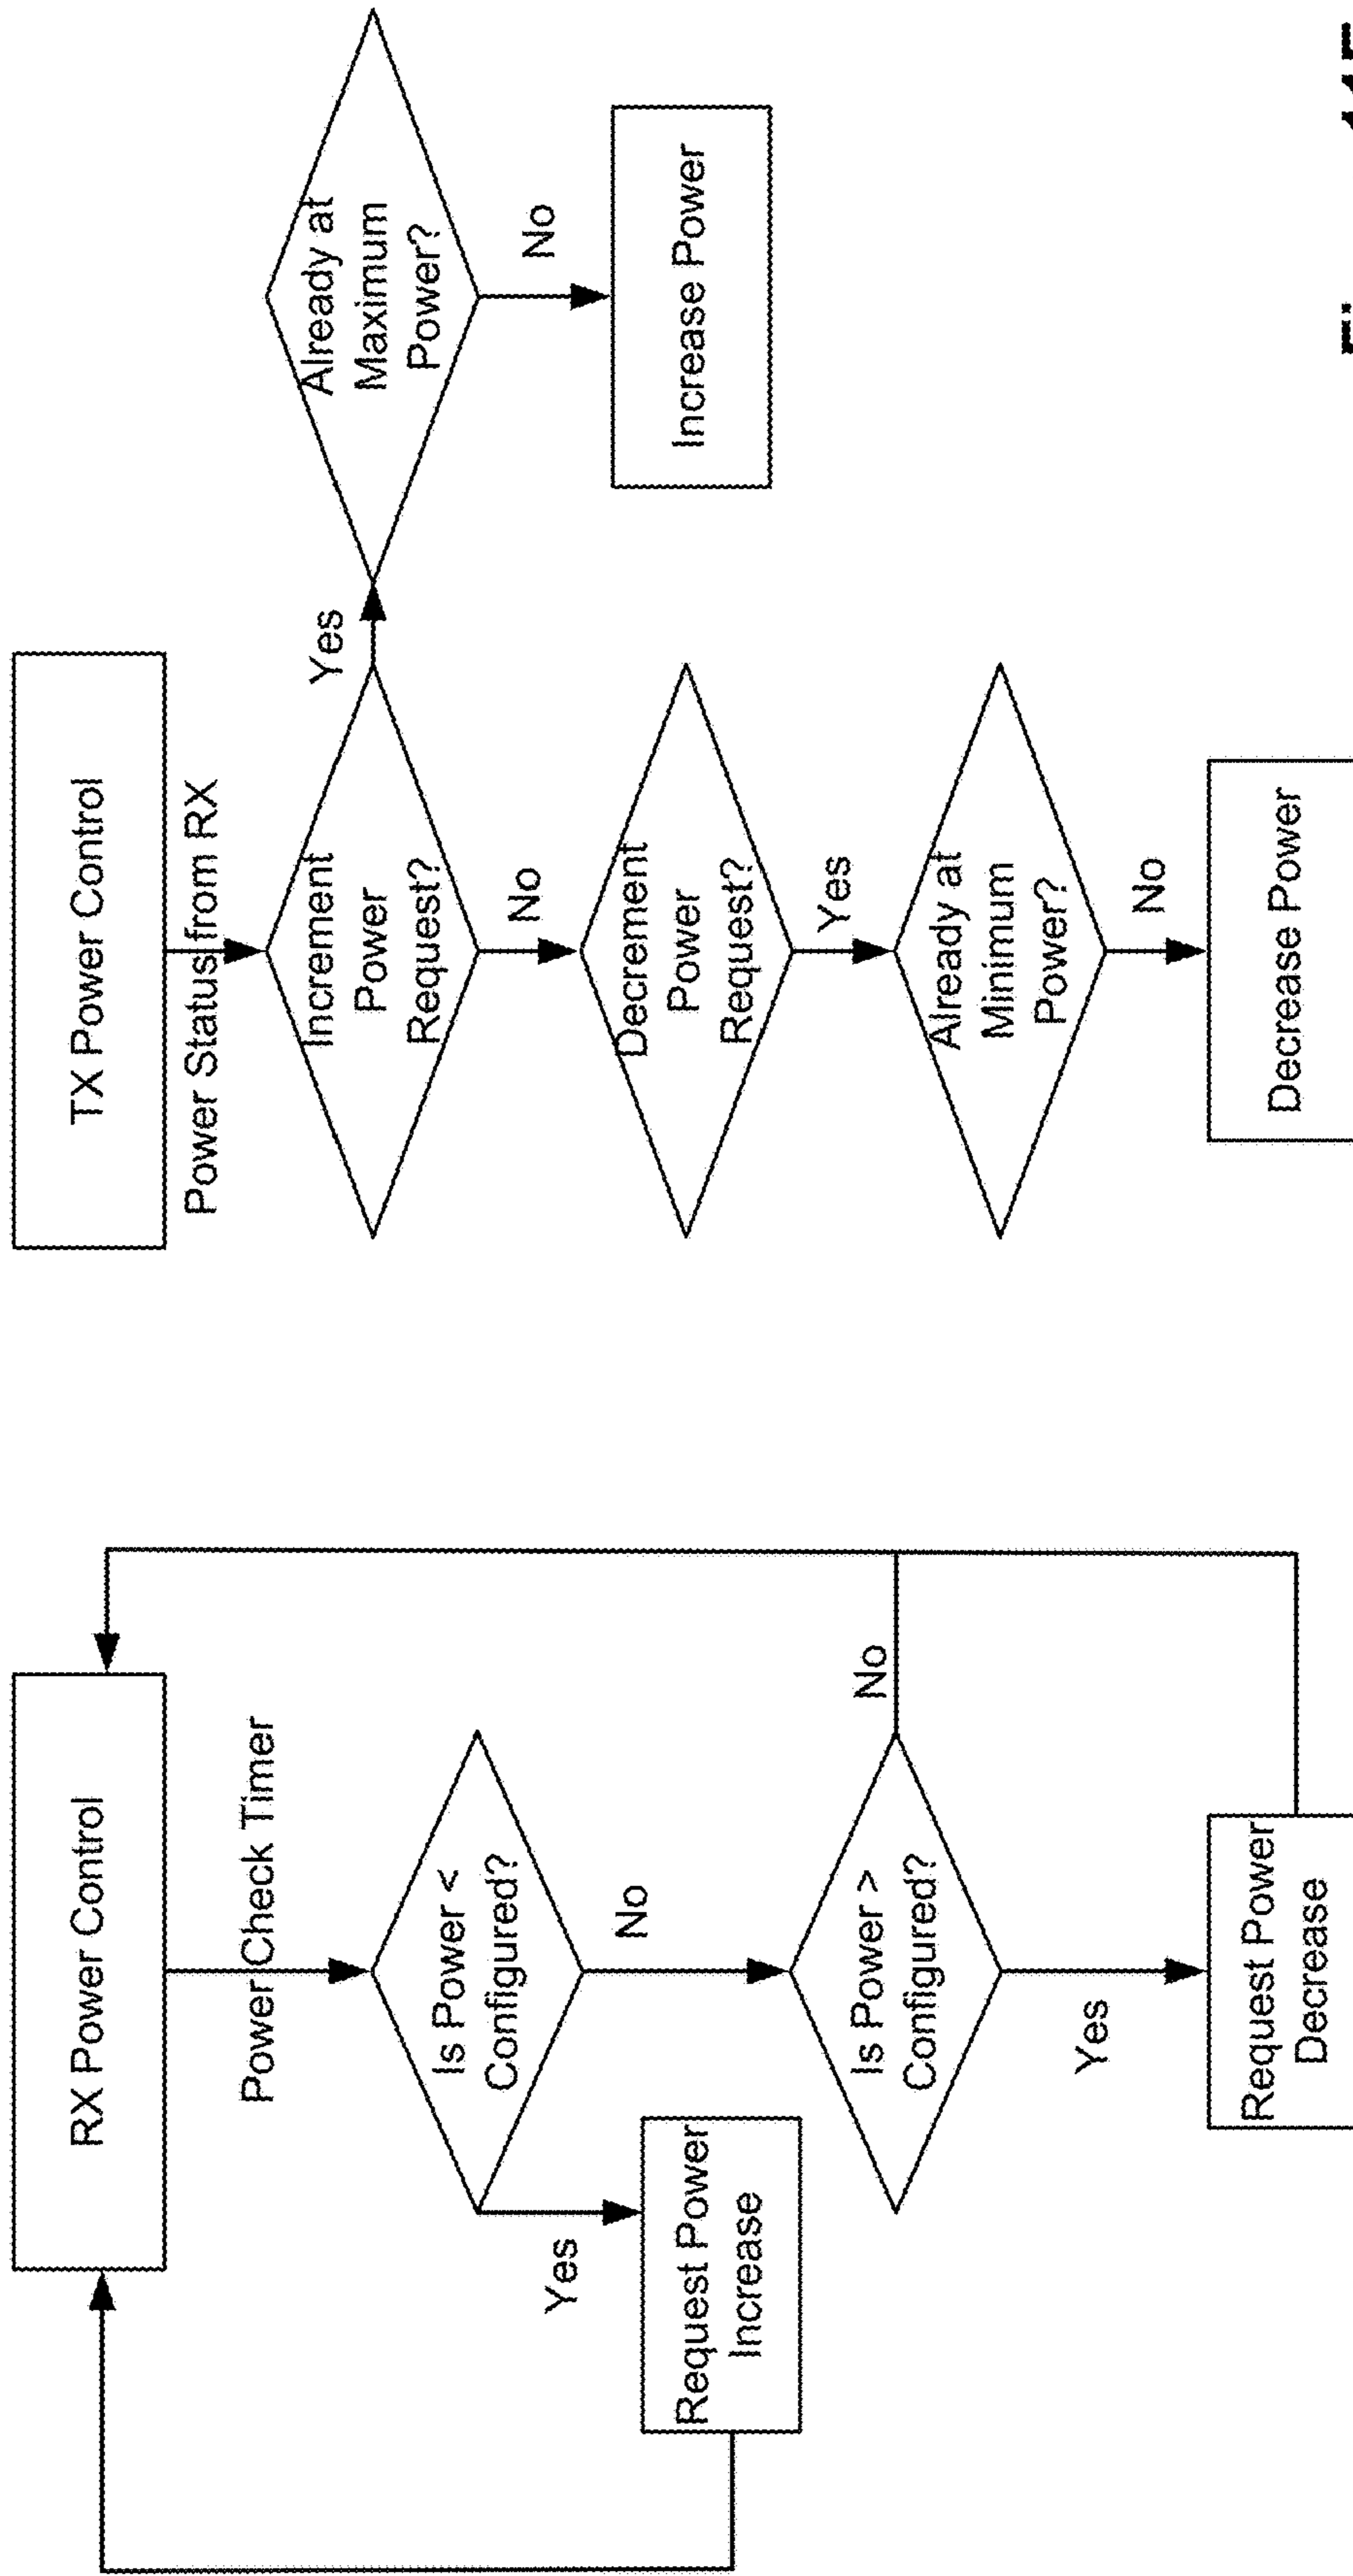 RX Power Control
Power Check Timer
Is Power <
Configured?
Yes
No
Request Power
Increase
Is Power >
Configured?
No
Yes
Request Power
Decrease
TX Power Control
Power Status from RX
Increment
Power
Request?
Yes
Already at
Maximum
Power?
No
Increase Power
No
Decrement
Power
Request?
Yes
Already at
Minimum
Power?
No
Decrease Power